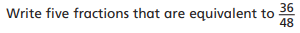 Write five fractions that are equivalent to 36/48